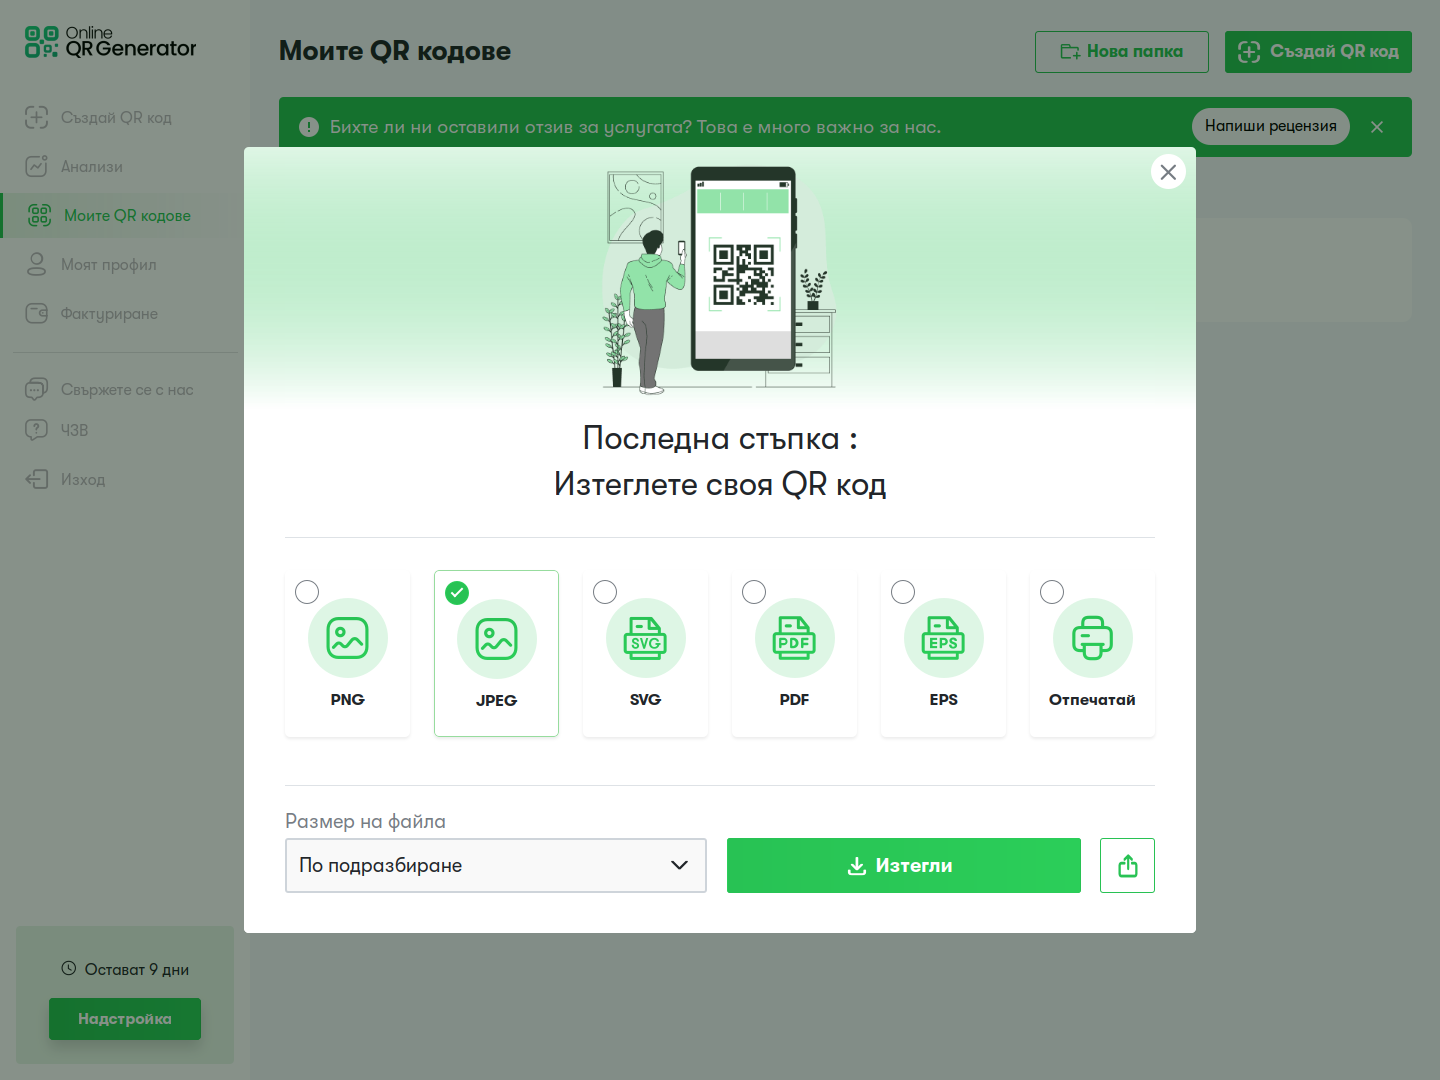 Online
QR Generator
Създай QR код
Анализи
Моите QR кодове
Моят профил
Фактуриране
Свържете се с нас
ЧЗВ
Изход
Остават 9 дни
Надстройка
Моите QR кодове
Нова папка
Създай QR код
Бихте ли ни оставили отзив за услугата? Това е много важно за нас.
Напиши рецензия
Последна стъпка :
Изтеглете своя QR код
PNG
JPEG
SVG
SVG
PDF
PDF
EPS
EPS
Отпечатай
Размер на файла
По подразбиране
Изтегли